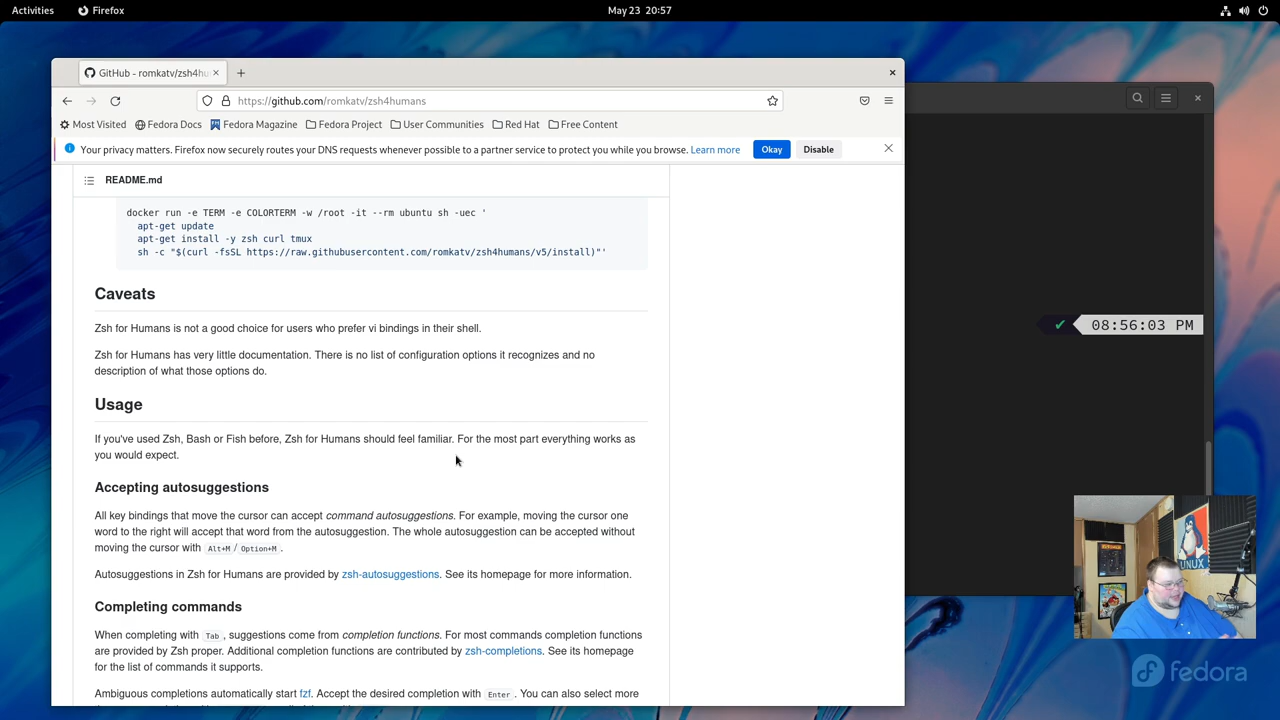 Activities
Firefox
May 23 20:57
GitHub - romkatv/zsh4hu
https://github.com/romkatv/zsh4humans
Most Visited
Fedora Docs
Fedora Magazine
Fedora Project
User Communities
Red Hat
Free Content
Your privacy matters. Firefox now securely routes your DNS requests whenever possible to a partner service to protect you while you browse. Learn more
Okay
Disable
README.md
docker run -e TERM -e COLORTERM -w /root -it --rm ubuntu sh -uec '
apt-get update
apt-get install -y zsh curl tmux
sh -c "$(curl -fsSL https://raw.githubusercontent.com/romkatv/zsh4humans/v5/install)"'
Caveats
Zsh for Humans is not a good choice for users who prefer vi bindings in their shell.
Zsh for Humans has very little documentation. There is no list of configuration options it recognizes and no
description of what those options do.
Usage
If you've used Zsh, Bash or Fish before, Zsh for Humans should feel familiar. For the most part everything works as
you would expect.
Accepting autosuggestions
All key bindings that move the cursor can accept command autosuggestions. For example, moving the cursor one
word to the right will accept that word from the autosuggestion. The whole autosuggestion can be accepted without
moving the cursor with Alt+M / Option+M .
Autosuggestions in Zsh for Humans are provided by zsh-autosuggestions. See its homepage for more information.
Completing commands
When completing with Tab , suggestions come from completion functions. For most commands completion functions
are provided by Zsh proper. Additional completion functions are contributed by zsh-completions. See its homepage
for the list of commands it supports.
Ambiguous completions automatically start fzf. Accept the desired completion with Enter . You can also select more
✔ 08:56:03 PM
LINUX
fedora